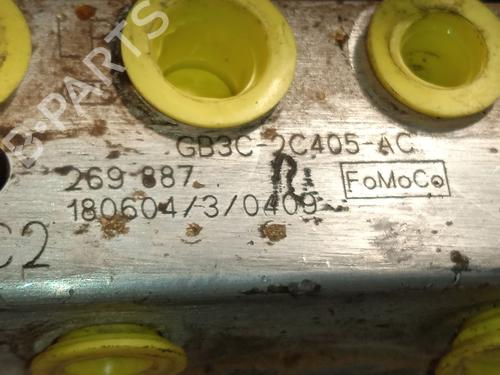 GB3C-2C405-AC
269 887
FoMoCo
180604/3/0409
C2
B-PARTS